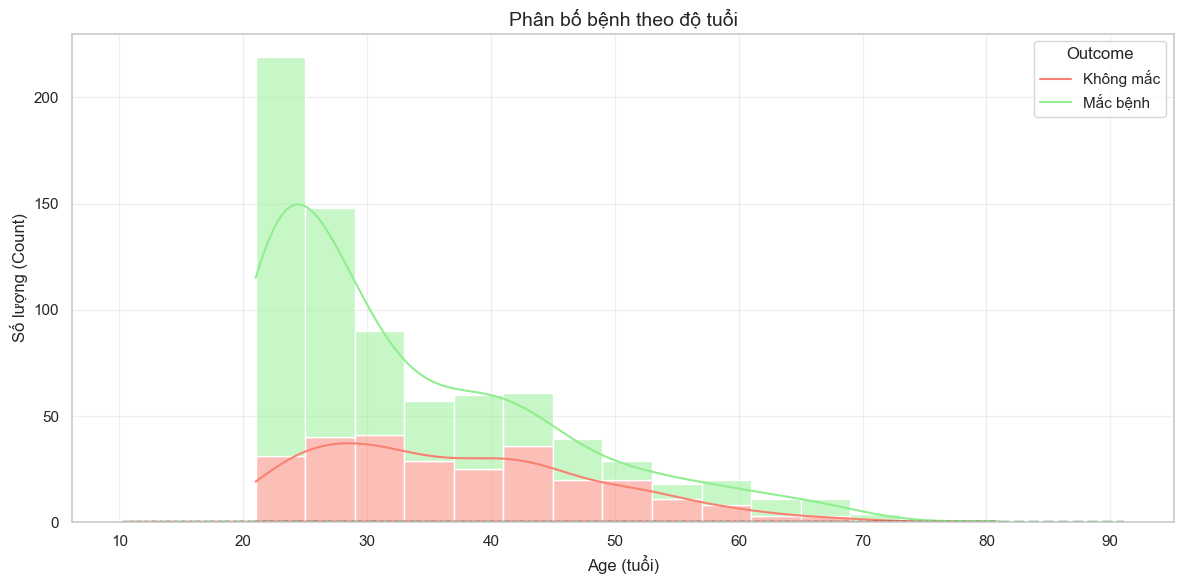 Phân bố bệnh theo độ tuổi
Outcome
Không mắc
Mắc bệnh
Số lượng (Count)
200
150
100
50
0
10 20 30 40 50 60 70 80 90
Age (tuổi)